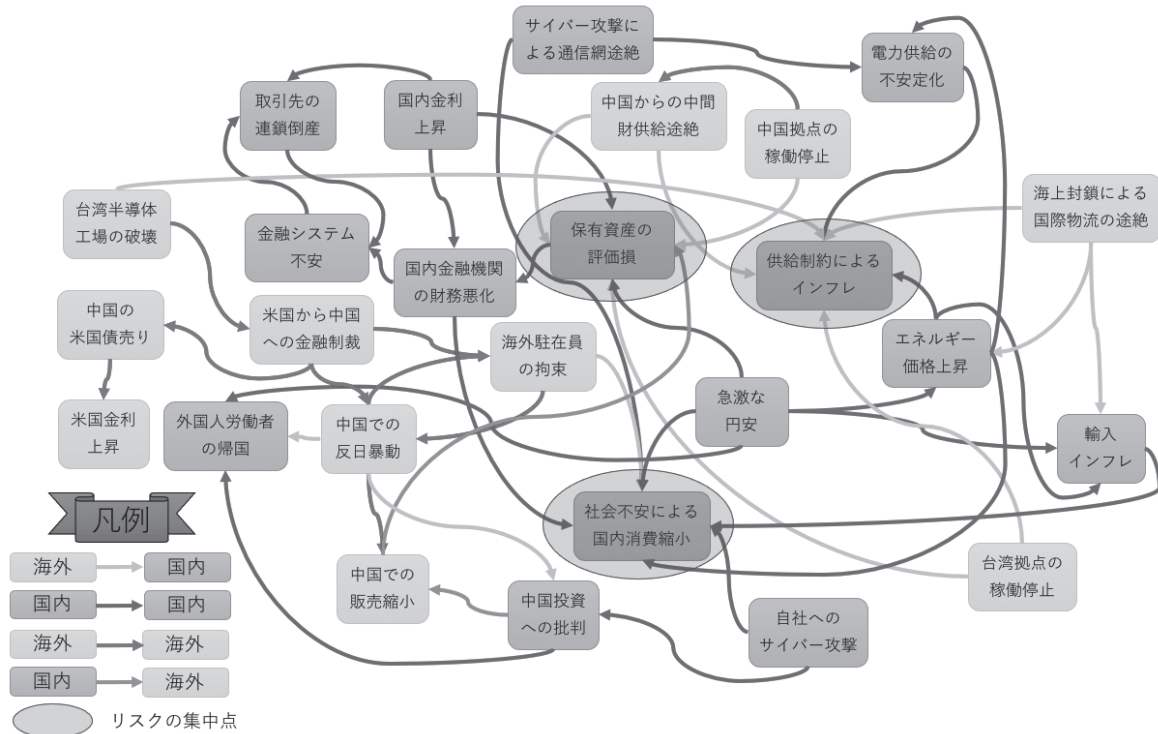 サイバー攻撃に
よる通信網途絶
電力供給の
不安定化
取引先の
連鎖倒産
国内金利
上昇
中国からの中間
財供給途絶
中国拠点の
稼働停止
台湾半導体
工場の破壊
金融システム
不安
国内金融機関
の財務悪化
保有資産の
評価損
供給制約による
インフレ
海上封鎖による
国際物流の途絶
中国の
米国債売り
米国から中国
への金融制裁
海外駐在員
の拘束
エネルギー
価格上昇
米国金利
上昇
外国人労働者
の帰国
中国での
反日暴動
急激な
円安
輸入
インフレ
社会不安による
国内消費縮小
中国での
販売縮小
中国投資
への批判
自社への
サイバー攻撃
台湾拠点の
稼働停止
凡例
海外 国内
国内 国内
海外 海外
国内 海外
リスクの集中点